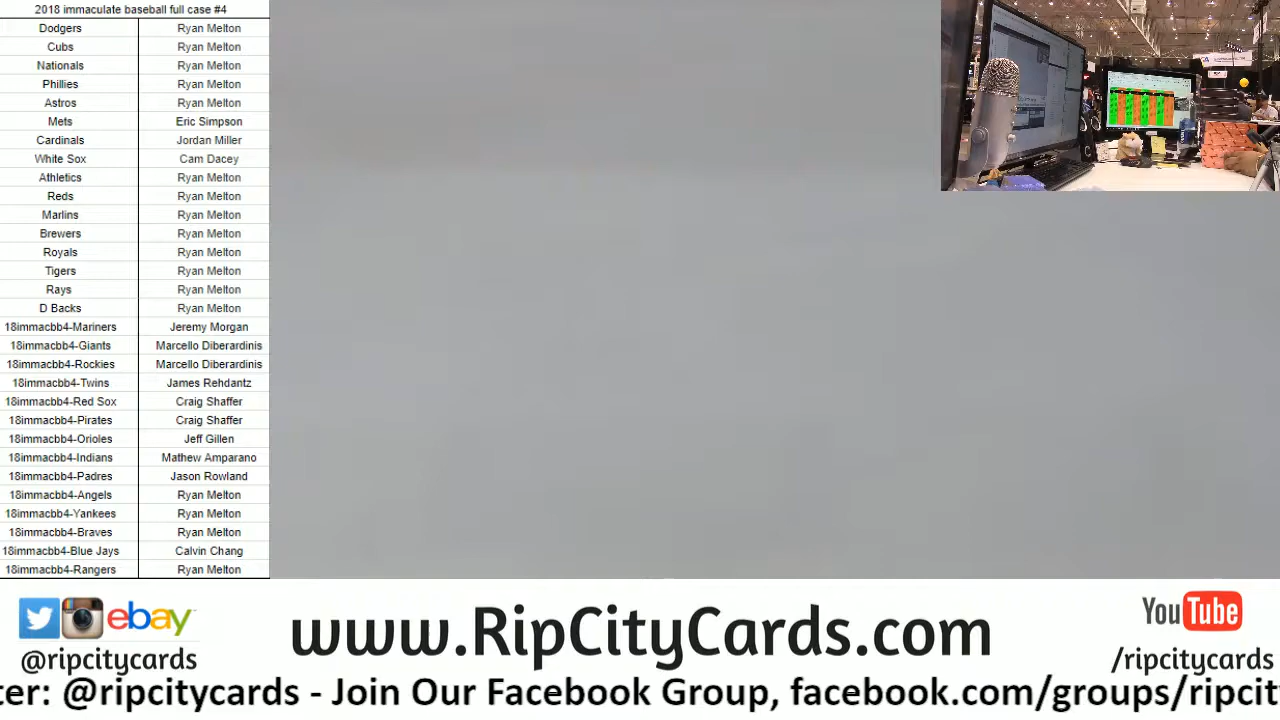 2018 immaculate baseball full case #4
Dodgers Ryan Melton
Cubs Ryan Melton
Nationals Ryan Melton
Phillies Ryan Melton
Astros Ryan Melton
Mets Eric Simpson
Cardinals Jordan Miller
White Sox Cam Dacey
Athletics Ryan Melton
Reds Ryan Melton
Marlins Ryan Melton
Brewers Ryan Melton
Royals Ryan Melton
Tigers Ryan Melton
Rays Ryan Melton
D Backs Ryan Melton
18immacbb4-Mariners Jeremy Morgan
18immacbb4-Giants Marcello Diberardinis
18immacbb4-Rockies Marcello Diberardinis
18immacbb4-Twins James Rehdantz
18immacbb4-Red Sox Craig Shaffer
18immacbb4-Pirates Craig Shaffer
18immacbb4-Orioles Jeff Gillen
18immacbb4-Indians Mathew Amparano
18immacbb4-Padres Jason Rowland
18immacbb4-Angels Ryan Melton
18immacbb4-Yankees Ryan Melton
18immacbb4-Braves Ryan Melton
18immacbb4-Blue Jays Calvin Chang
18immacbb4-Rangers Ryan Melton
ebay
@ripcitycards
www.RipCityCards.com
YouTube
/ripcitycards
ter: @ripcitycards - Join Our Facebook Group, facebook.com/groups/ripcit